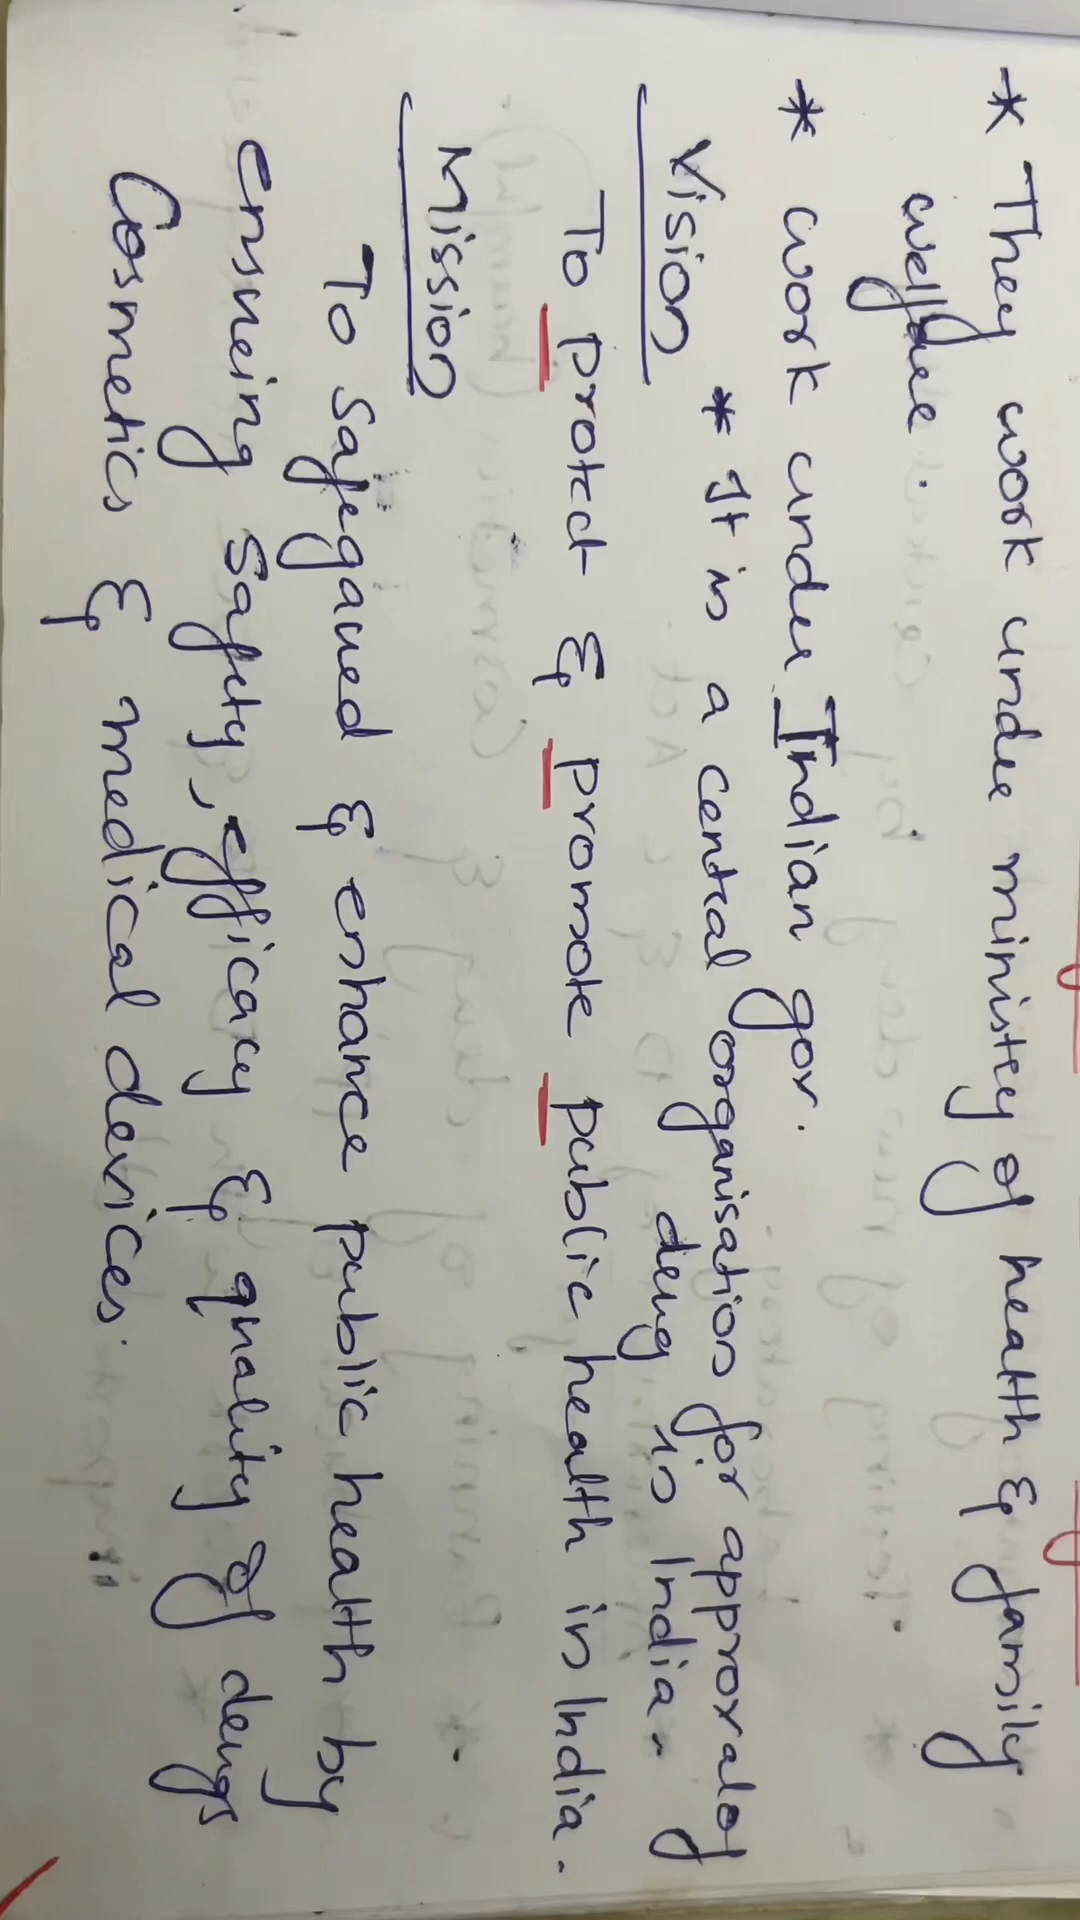 * They work under ministry of health & family
welfare.
* work under Indian gov.
* It is a central organisation for approval of
drug in India.
Vision
To protect & promote public health in India.
Mission
To safeguard & enhance public health by
ensuring safety, efficacy & quality of drugs
Cosmetics & medical devices.